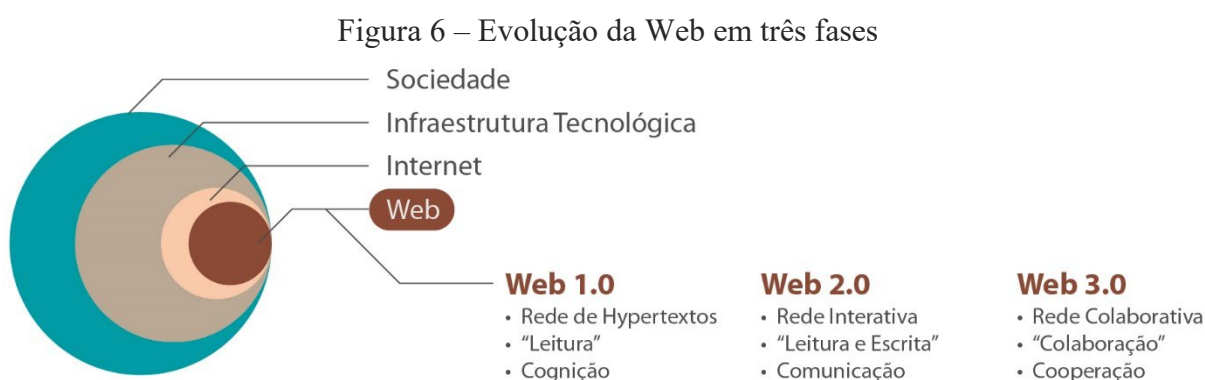 Figura 6 – Evolução da Web em três fases
Sociedade
Infraestrutura Tecnológica
Internet
Web
Web 1.0
• Rede de Hypertextos
• “Leitura”
• Cognição
Web 2.0
• Rede Interativa
• “Leitura e Escrita”
• Comunicação
Web 3.0
• Rede Colaborativa
• “Colaboração”
• Cooperação